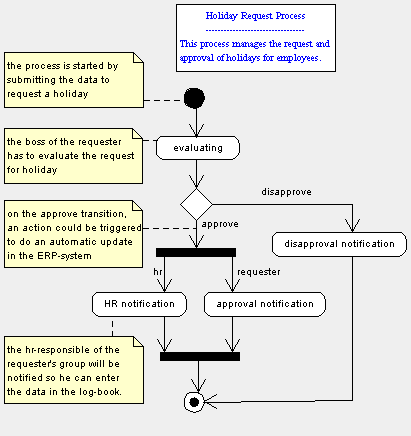 Holiday Request Process
----------------------------------
This process manages the request and
approval of holidays for employees.
the process is started by
submitting the data to
request a holiday
the boss of the requester
has to evaluate the request
for holiday
evaluating
disapprove
on the approve transition,
an action could be triggered
to do an automatic update
in the ERP-system
approve
disapproval notification
hr
requester
HR notification
approval notification
the hr-responsible of the
requester's group will be
notified so he can enter
the data in the log-book.